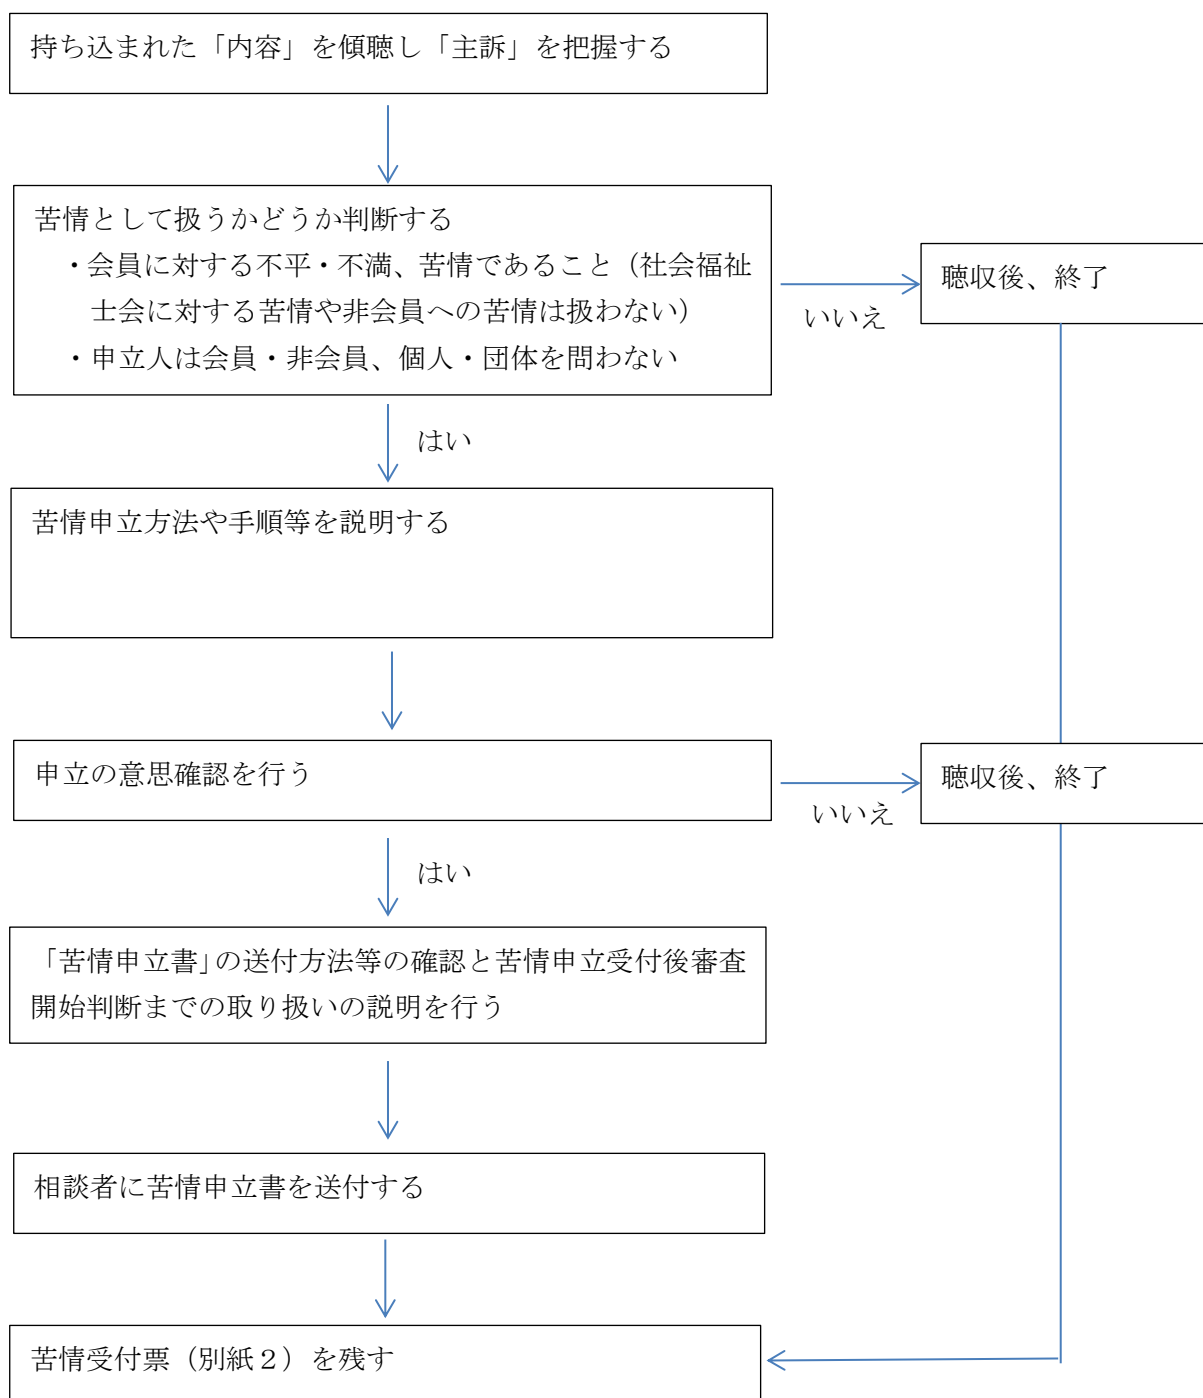 持ち込まれた「内容」を傾聴し「主訴」を把握する
苦情として扱うかどうか判断する
・会員に対する不平・不満、苦情であること（社会福祉
士会に対する苦情や非会員への苦情は扱わない）
・申立人は会員・非会員、個人・団体を問わない
いいえ
聴収後、終了
はい
苦情申立方法や手順等を説明する
申立の意思確認を行う
いいえ
聴収後、終了
はい
「苦情申立書」の送付方法等の確認と苦情申立受付後審査
開始判断までの取り扱いの説明を行う
相談者に苦情申立書を送付する
苦情受付票（別紙２）を残す